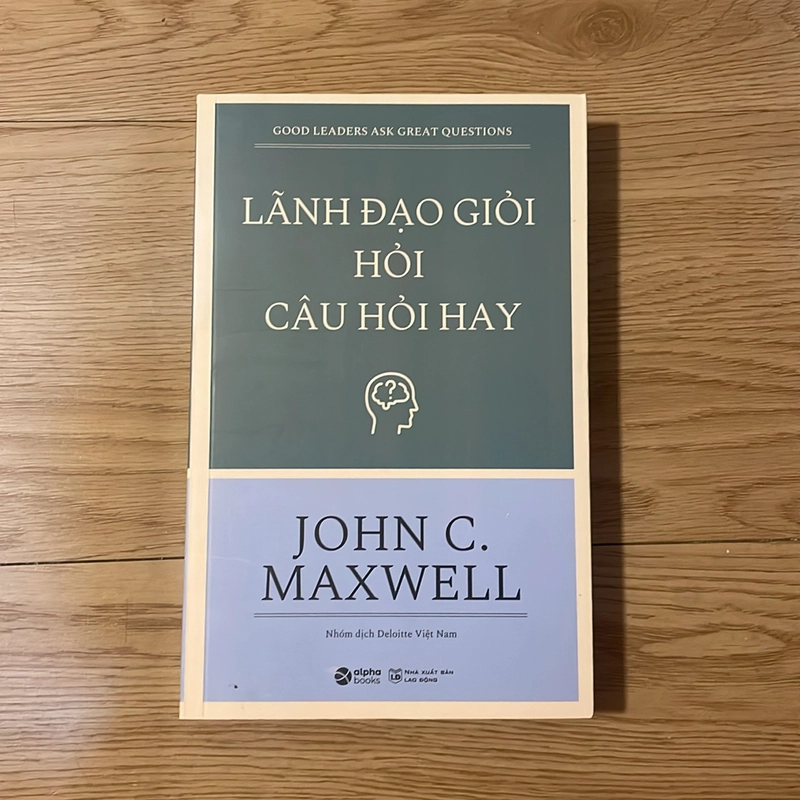 GOOD LEADERS ASK GREAT QUESTIONS
LÃNH ĐẠO GIỎI
HỎI
CÂU HỎI HAY
?
JOHN C.
MAXWELL
Nhóm dịch Deloitte Việt Nam
alpha
books
LĐ
NHÀ XUẤT BẢN
LAO ĐỘNG